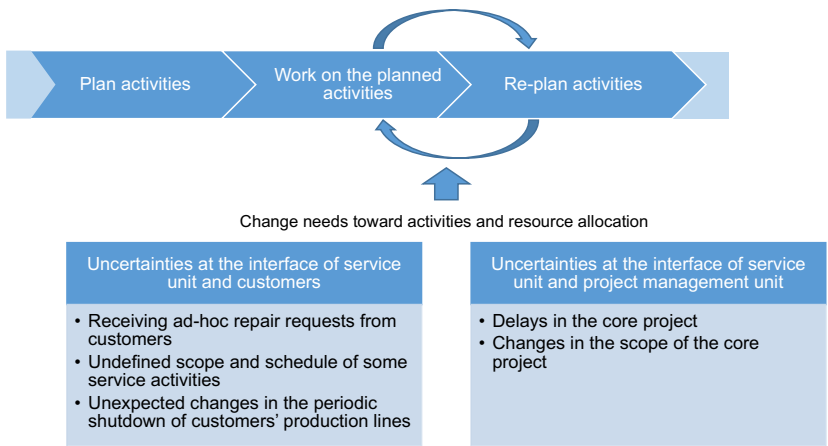 Plan activities
Work on the planned
activities
Re-plan activities
Change needs toward activities and resource allocation
Uncertainties at the interface of service
unit and customers
• Receiving ad-hoc repair requests from
customers
• Undefined scope and schedule of some
service activities
• Unexpected changes in the periodic
shutdown of customers’ production lines
Uncertainties at the interface of service
unit and project management unit
• Delays in the core project
• Changes in the scope of the core
project